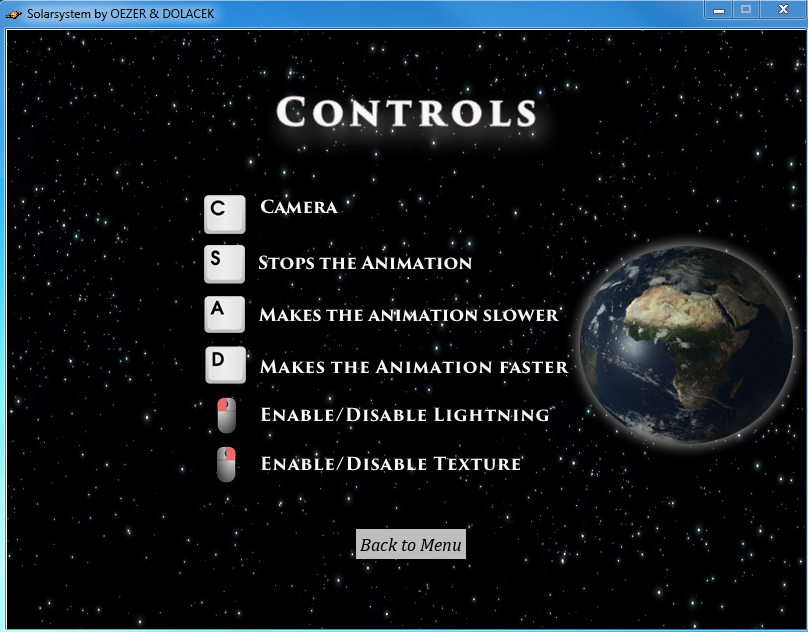 Solarsystem by OEZER & DOLACEK
CONTROLS
C CAMERA
S STOPS THE ANIMATION
A MAKES THE ANIMATION SLOWER
D MAKES THE ANIMATION FASTER
ENABLE/DISABLE LIGHTNING
ENABLE/DISABLE TEXTURE
Back to Menu